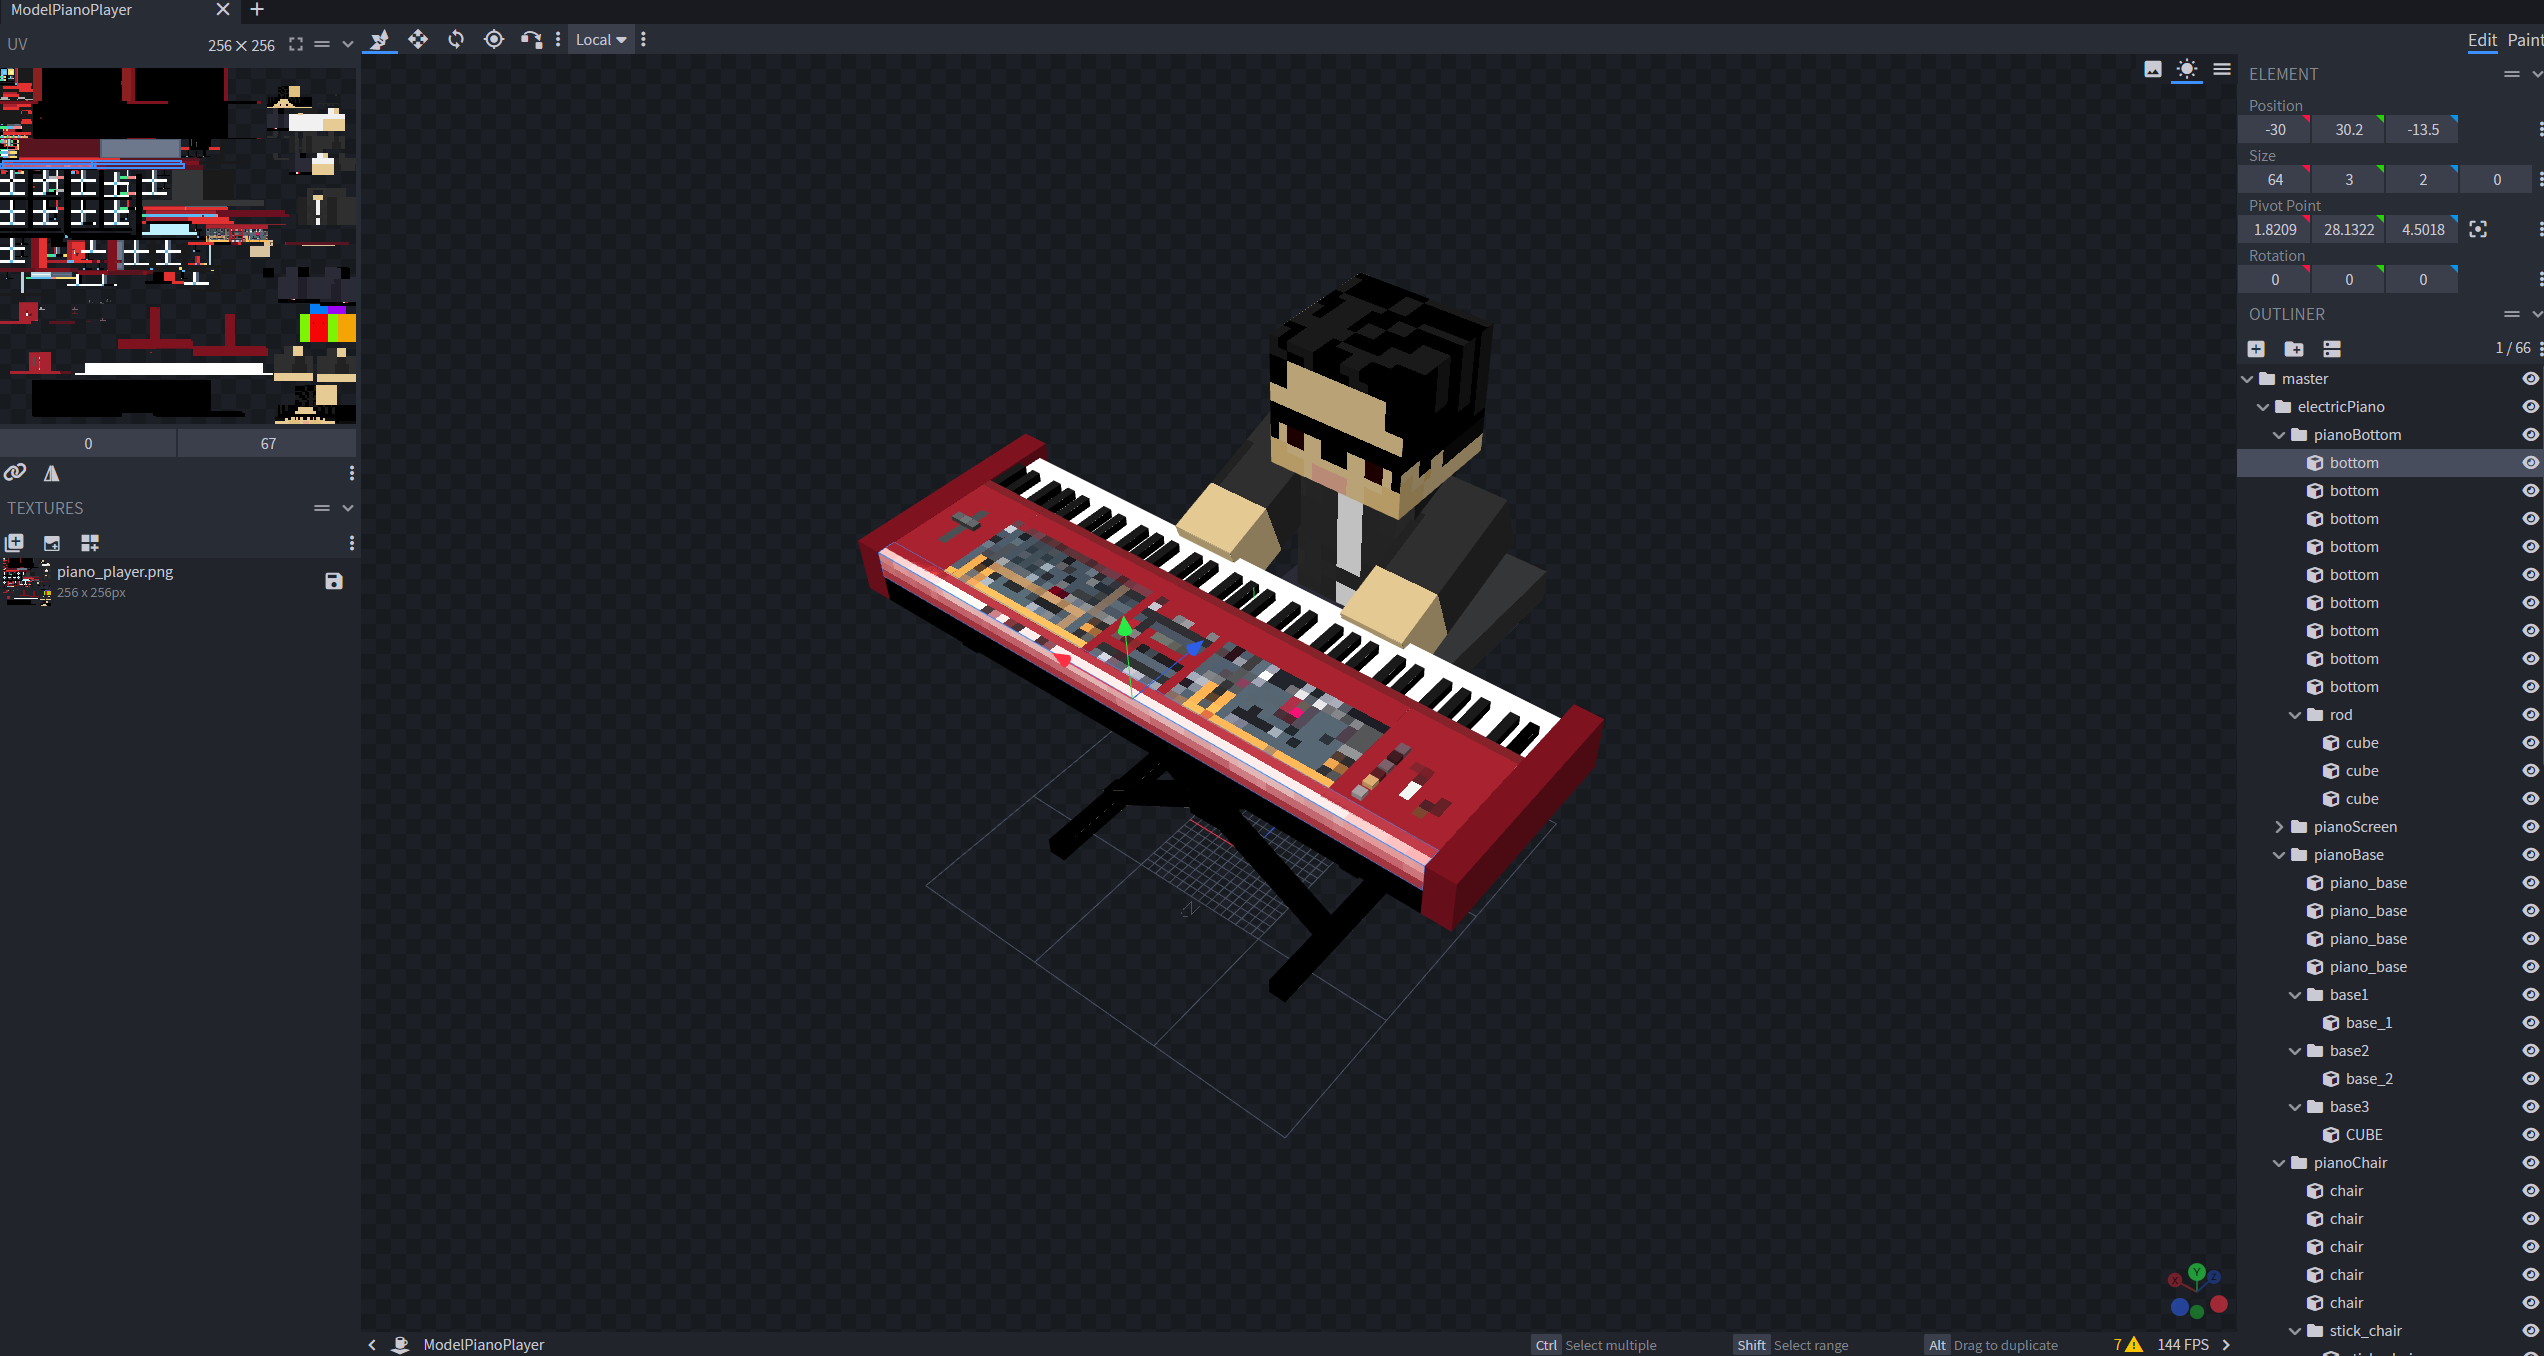 ModelPianoPlayer
UV
256 × 256
Local
Edit Paint
0 67
TEXTURES
piano_player.png
256 x 256px
ELEMENT
Position
-30 30.2 -13.5
Size
64 3 2 0
Pivot Point
1.8209 28.1322 4.5018
Rotation
0 0 0
OUTLINER
1 / 66
master
electricPiano
pianoBottom
bottom
bottom
bottom
bottom
bottom
bottom
bottom
bottom
bottom
rod
cube
cube
cube
pianoScreen
pianoBase
piano_base
piano_base
piano_base
piano_base
base1
base_1
base2
base_2
base3
CUBE
pianoChair
chair
chair
chair
chair
chair
stick_chair
X Y Z
ModelPianoPlayer
Ctrl Select multiple
Shift Select range
Alt Drag to duplicate
7
144 FPS